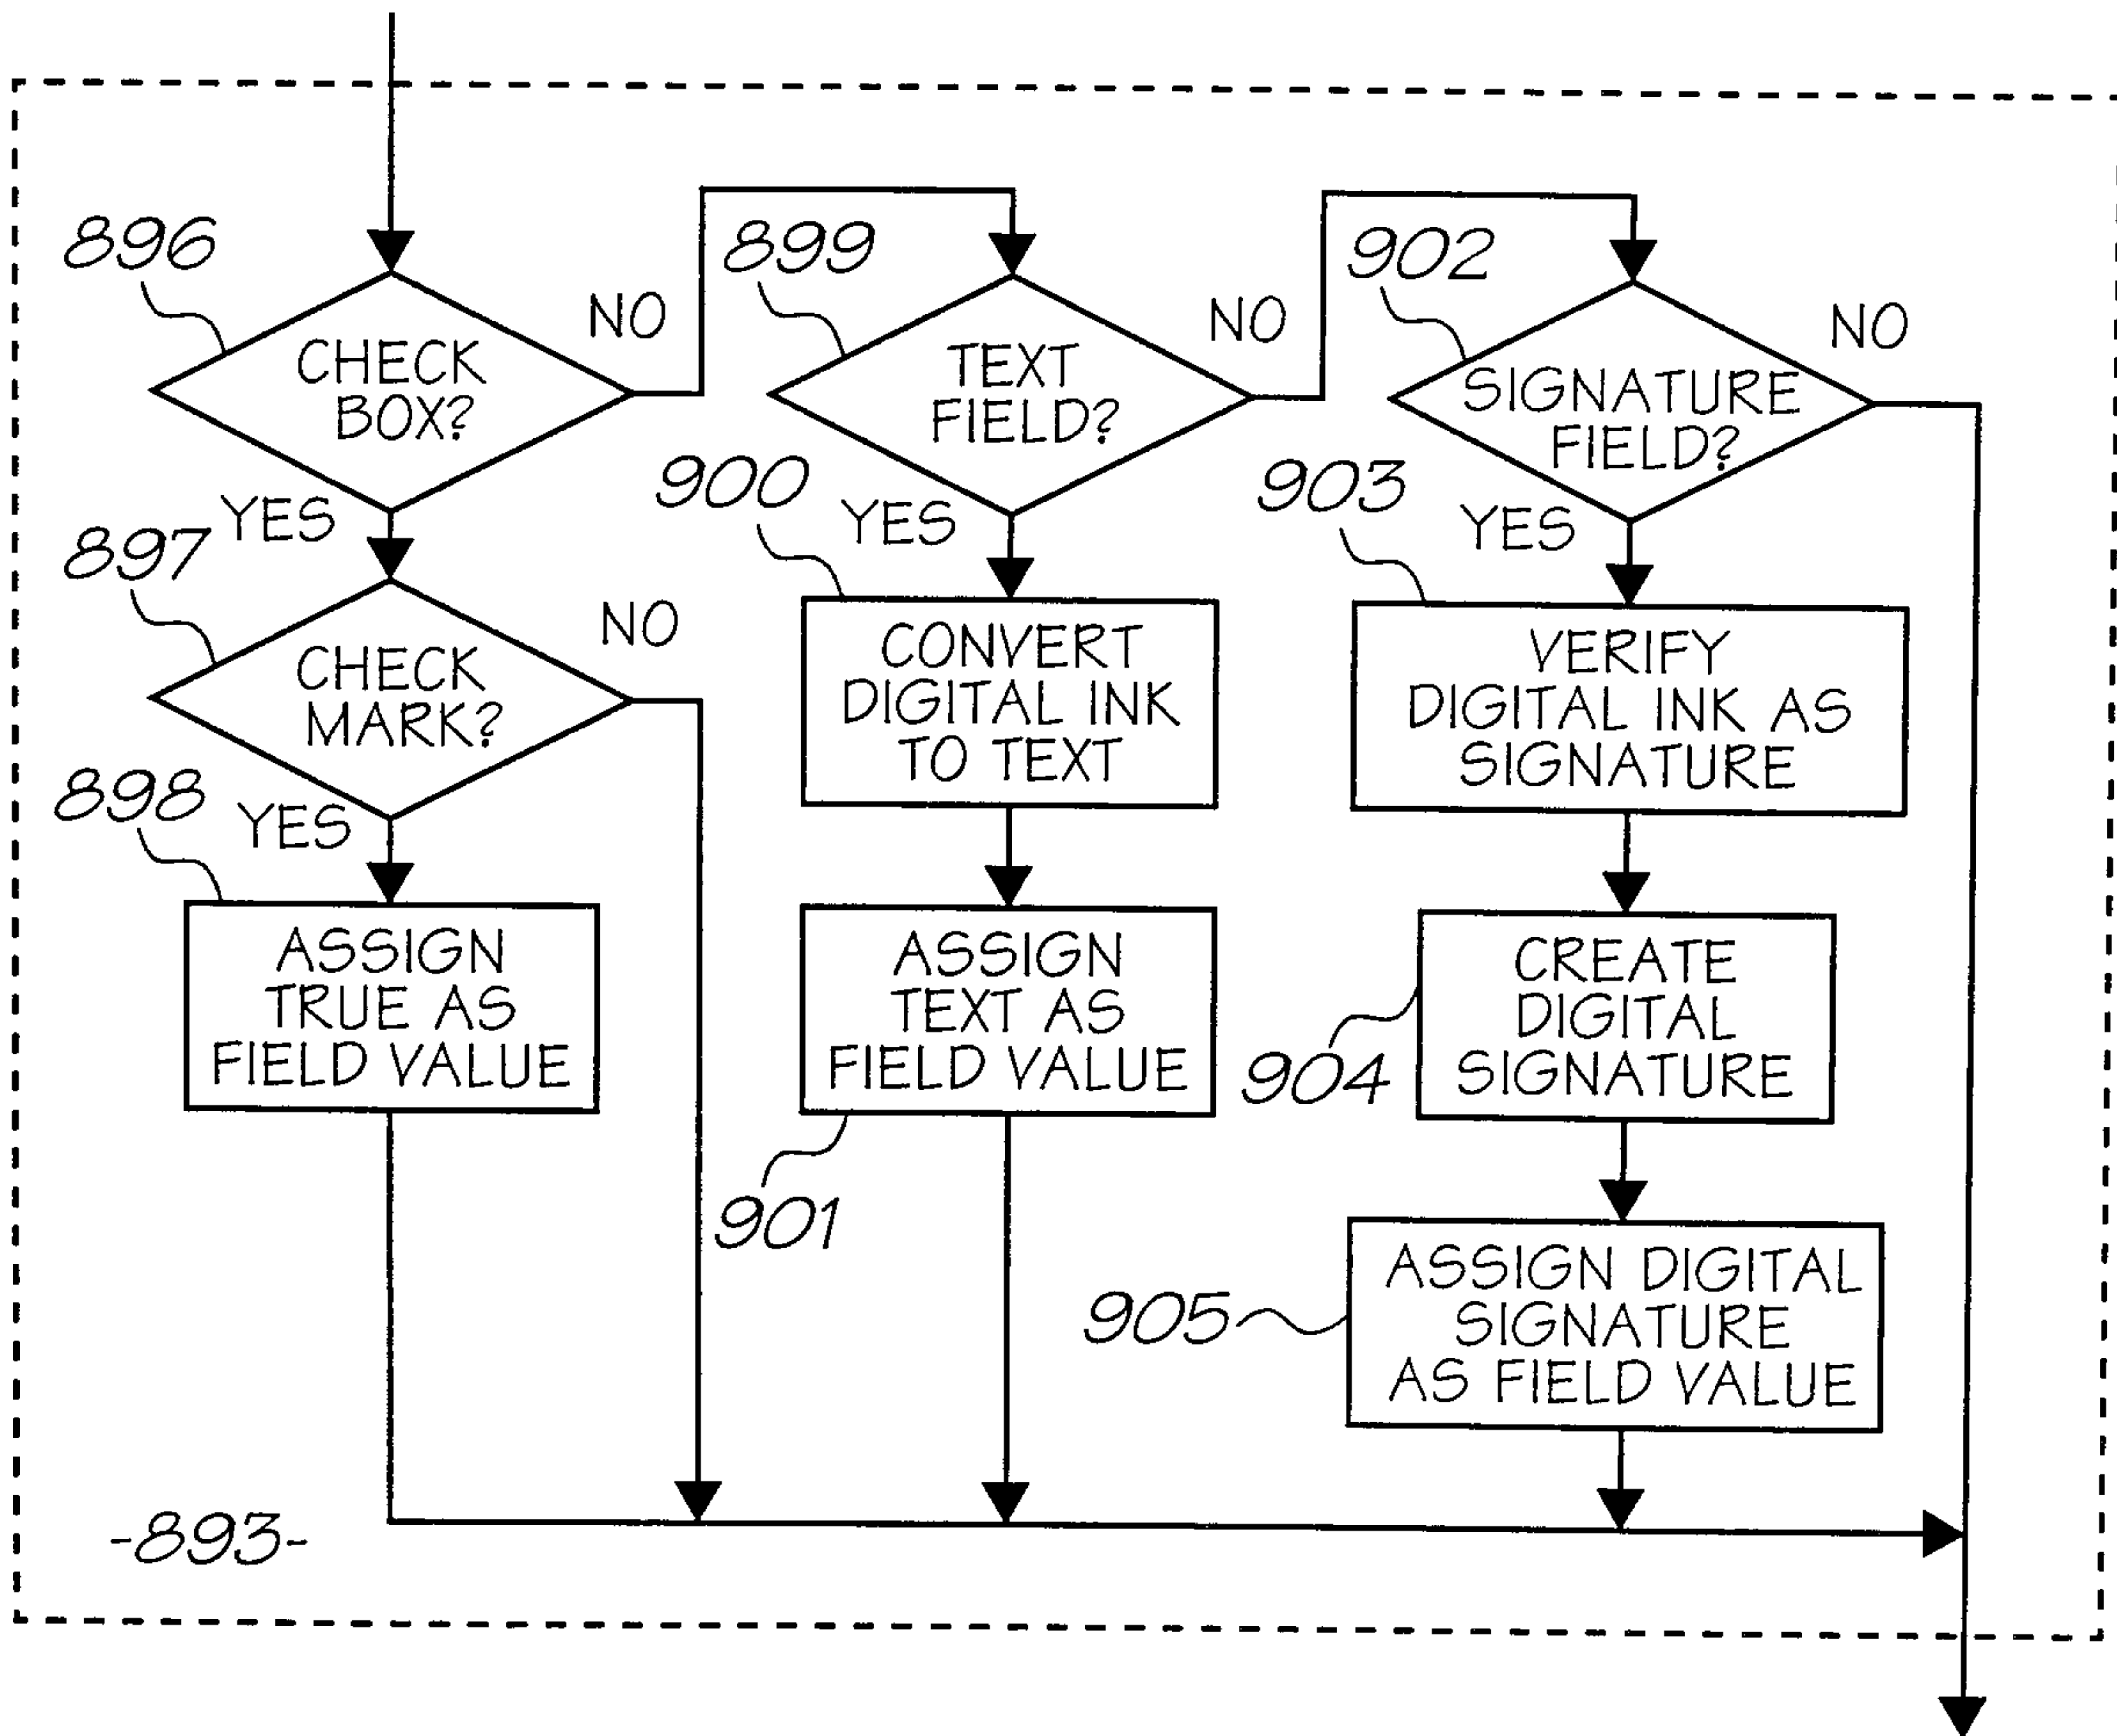 896
CHECK
BOX?
NO
YES
897
CHECK
MARK?
NO
YES
898
ASSIGN
TRUE AS
FIELD VALUE
899
TEXT
FIELD?
NO
YES
900
CONVERT
DIGITAL INK
TO TEXT
ASSIGN
TEXT AS
FIELD VALUE
901
902
SIGNATURE
FIELD?
NO
YES
903
VERIFY
DIGITAL INK AS
SIGNATURE
CREATE
DIGITAL
SIGNATURE
904
ASSIGN DIGITAL
SIGNATURE
AS FIELD VALUE
905
-893-